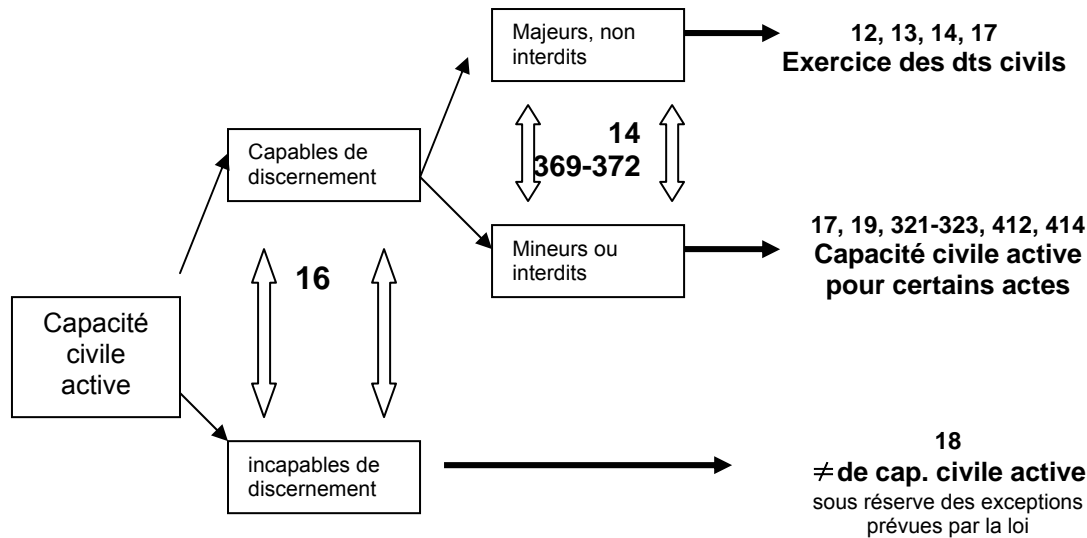 Majeurs, non
interdits
12, 13, 14, 17
Exercice des dts civils
Capables de
discernement
14
369-372
Mineurs ou
interdits
17, 19, 321-323, 412, 414
Capacité civile active
pour certains actes
16
Capacité
civile
active
incapables de
discernement
18
≠ de cap. civile active
sous réserve des exceptions
prévues par la loi